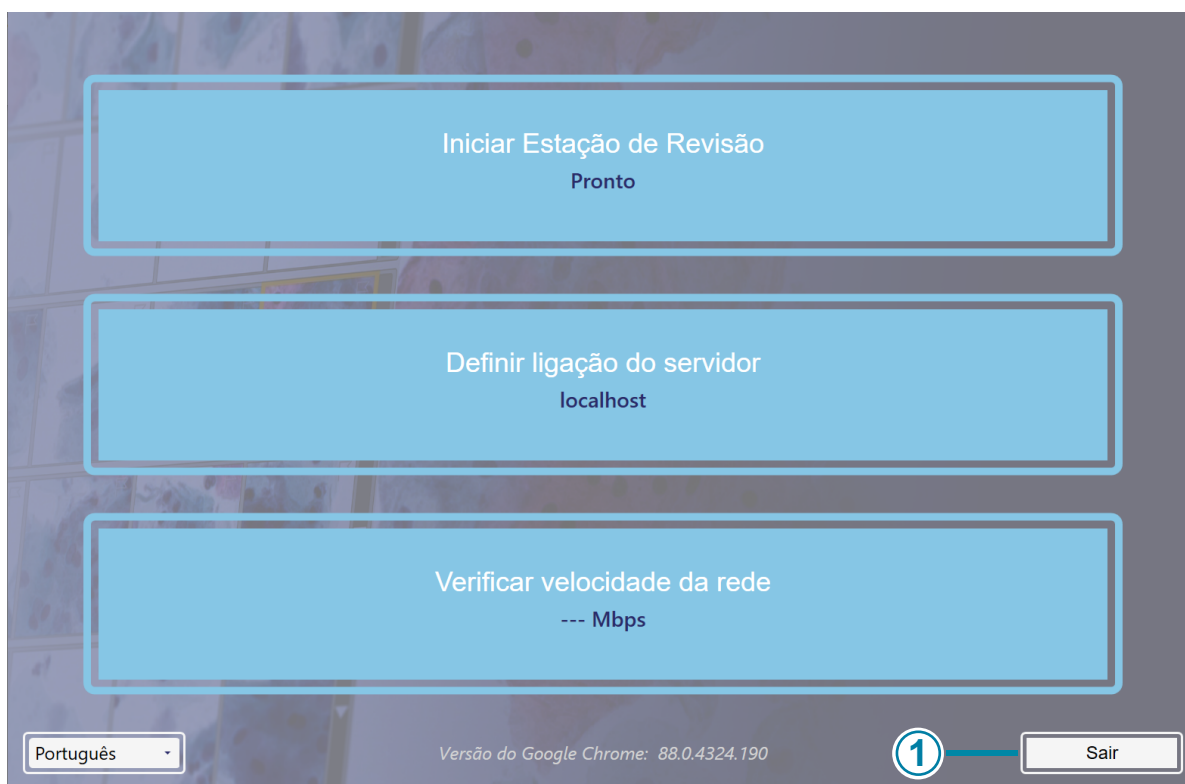 Iniciar Estação de Revisão
Pronto
Definir ligação do servidor
localhost
Verificar velocidade da rede
--- Mbps
Português
Versão do Google Chrome: 88.0.4324.190
1
Sair